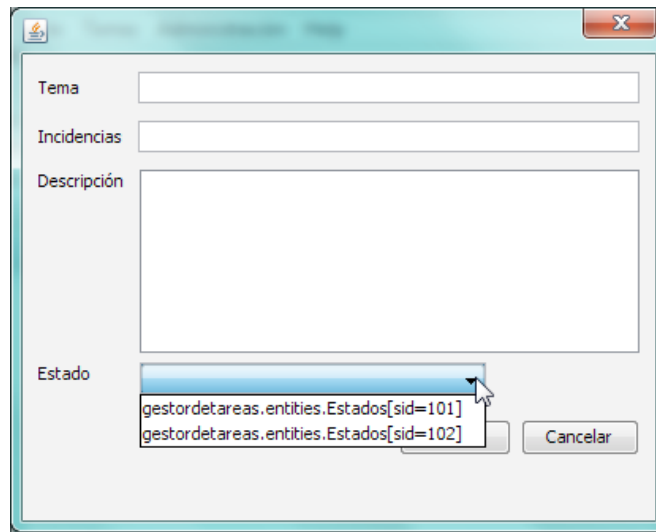 Tema
Incidencias
Descripción
Estado
gestordetareas.entities.Estados[sid=101]
gestordetareas.entities.Estados[sid=102]
Cancelar